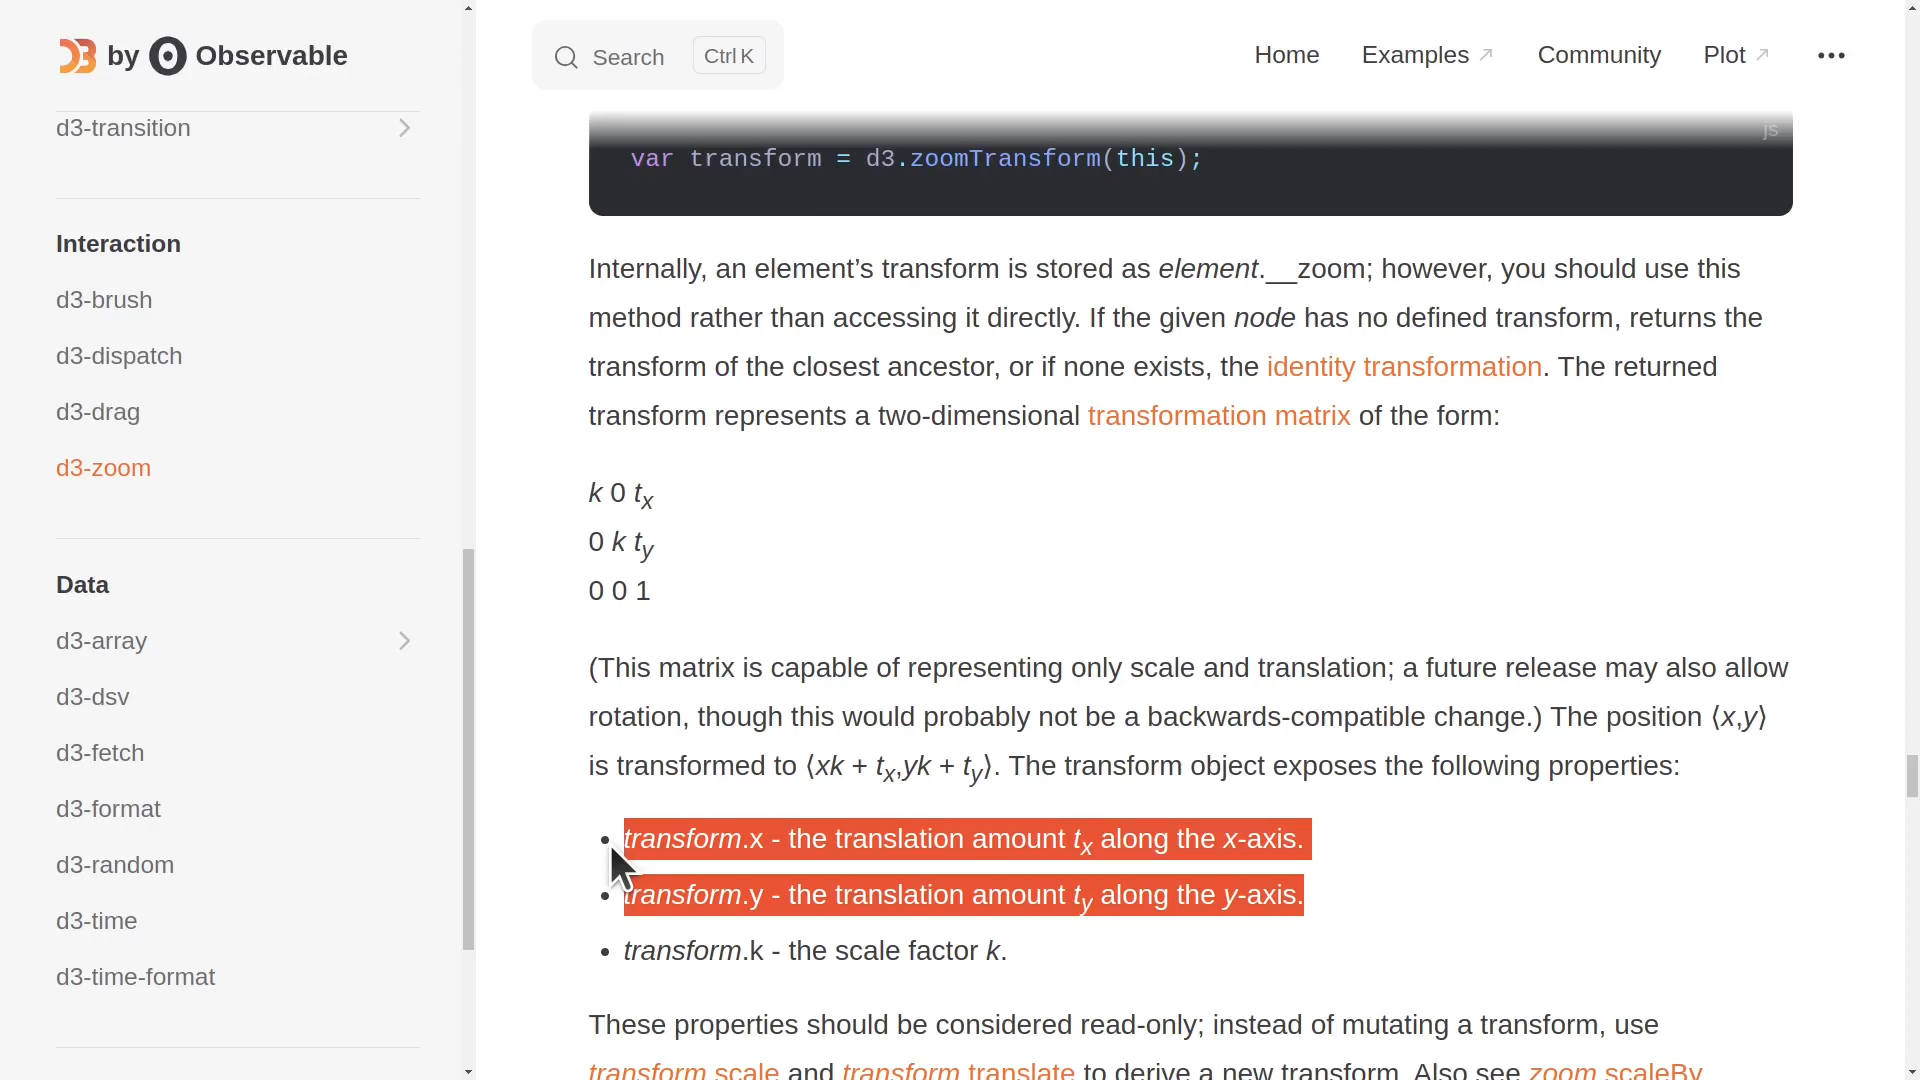 by Observable
Search Ctrl K
Home Examples Community Plot
d3-transition
Interaction
d3-brush
d3-dispatch
d3-drag
d3-zoom
Data
d3-array
d3-dsv
d3-fetch
d3-format
d3-random
d3-time
d3-time-format
js
var transform = d3.zoomTransform(this);
Internally, an element’s transform is stored as element.__zoom; however, you should use this
method rather than accessing it directly. If the given node has no defined transform, returns the
transform of the closest ancestor, or if none exists, the identity transformation. The returned
transform represents a two-dimensional transformation matrix of the form:
k 0 tx
0 k ty
0 0 1
(This matrix is capable of representing only scale and translation; a future release may also allow
rotation, though this would probably not be a backwards-compatible change.) The position ⟨x,y⟩
is transformed to ⟨xk + tx,yk + ty⟩. The transform object exposes the following properties:
• transform.x - the translation amount tx along the x-axis.
• transform.y - the translation amount ty along the y-axis.
• transform.k - the scale factor k.
These properties should be considered read-only; instead of mutating a transform, use
transform.scale and transform.translate to derive a new transform. Also see zoom.scaleBy